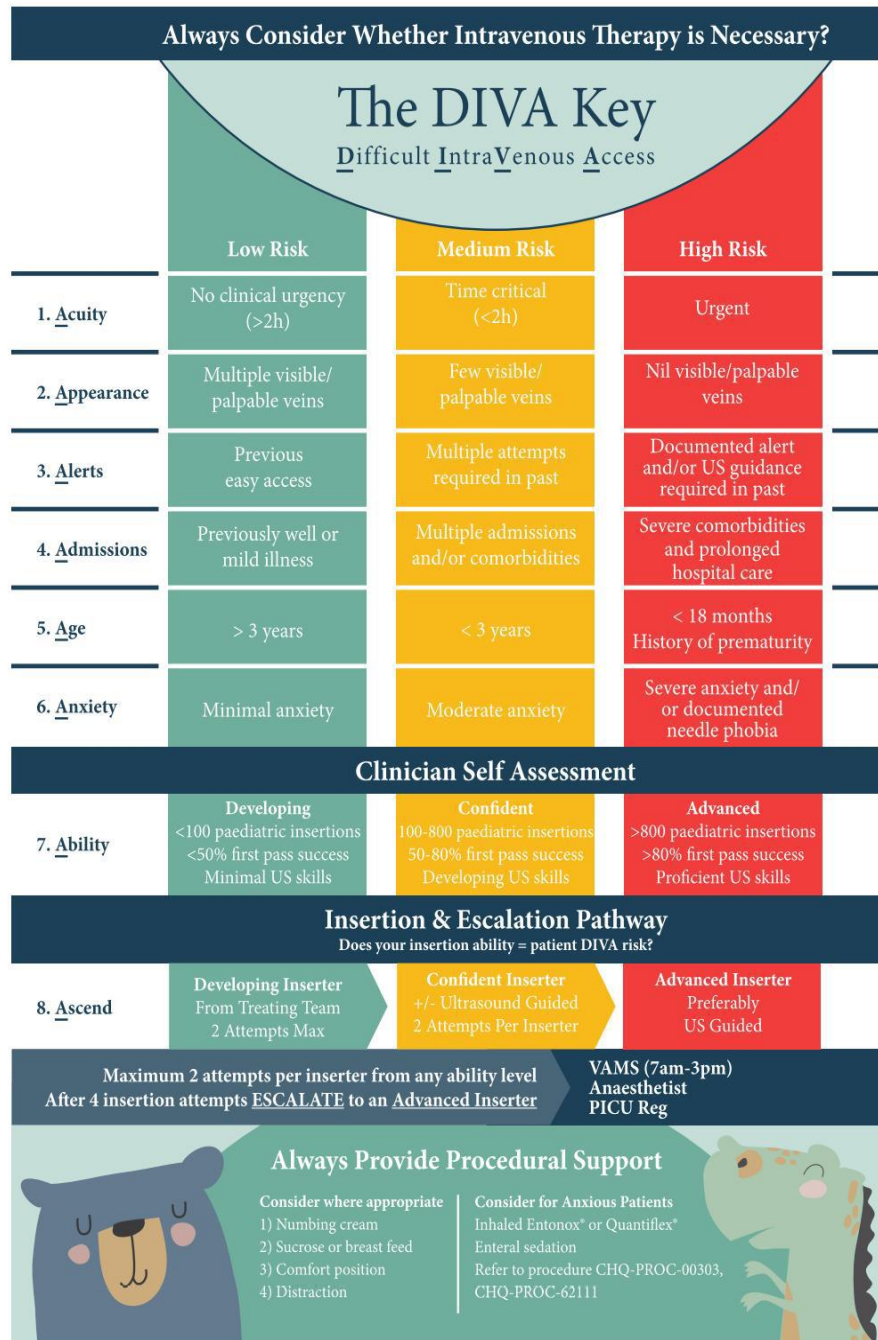 Always Consider Whether Intravenous Therapy is Necessary?
The DIVA Key
Difficult IntraVenous Access
Low Risk
Medium Risk
High Risk
1. Acuity
No clinical urgency
(>2h)
Time critical
(<2h)
Urgent
2. Appearance
Multiple visible/
palpable veins
Few visible/
palpable veins
Nil visible/palpable
veins
3. Alerts
Previous
easy access
Multiple attempts
required in past
Documented alert
and/or US guidance
required in past
4. Admissions
Previously well or
mild illness
Multiple admissions
and/or comorbidities
Severe comorbidities
and prolonged
hospital care
5. Age
> 3 years
< 3 years
< 18 months
History of prematurity
6. Anxiety
Minimal anxiety
Moderate anxiety
Severe anxiety and/
or documented
needle phobia
Clinician Self Assessment
7. Ability
Developing
<100 paediatric insertions
<50% first pass success
Minimal US skills
Confident
100-800 paediatric insertions
50-80% first pass success
Developing US skills
Advanced
>800 paediatric insertions
>80% first pass success
Proficient US skills
Insertion & Escalation Pathway
Does your insertion ability = patient DIVA risk?
8. Ascend
Developing Inserter
From Treating Team
2 Attempts Max
Confident Inserter
+/- Ultrasound Guided
2 Attempts Per Inserter
Advanced Inserter
Preferably
US Guided
Maximum 2 attempts per inserter from any ability level
After 4 insertion attempts ESCALATE to an Advanced Inserter
VAMS (7am-3pm)
Anaesthetist
PICU Reg
Always Provide Procedural Support
Consider where appropriate
1) Numbing cream
2) Sucrose or breast feed
3) Comfort position
4) Distraction
Consider for Anxious Patients
Inhaled Entonox® or Quantiflex®
Enteral sedation
Refer to procedure CHQ-PROC-00303,
CHQ-PROC-62111